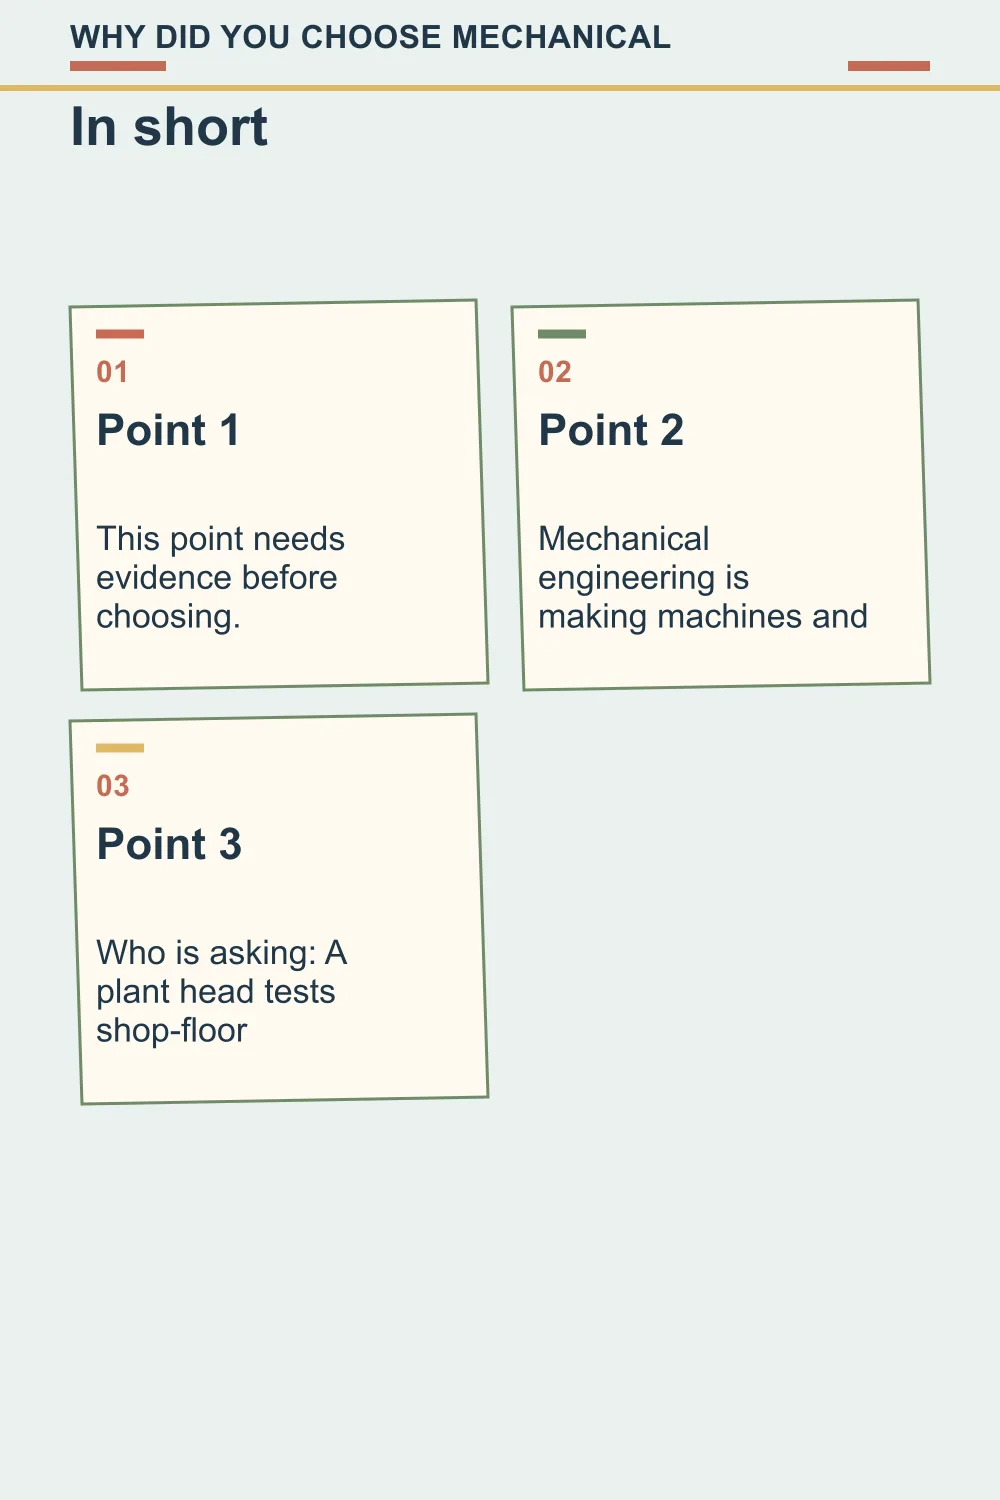 WHY DID YOU CHOOSE MECHANICAL
In short
01
Point 1
This point needs
evidence before
choosing.
02
Point 2
Mechanical
engineering is
making machines and
03
Point 3
Who is asking: A
plant head tests
shop-floor